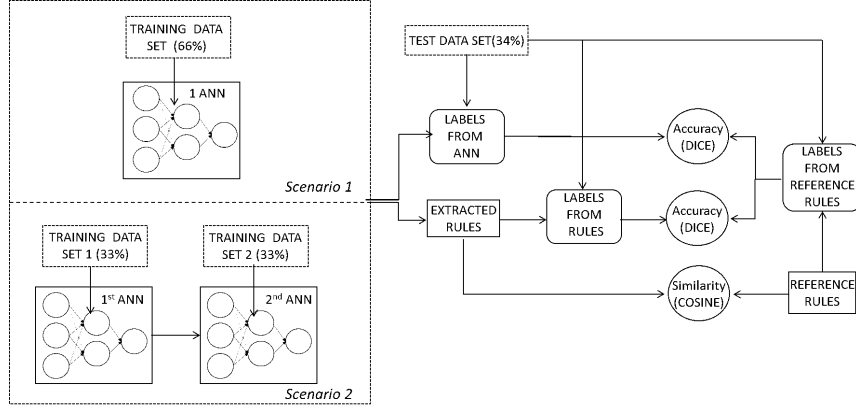 TRAINING DATA
SET (66%)
1 ANN
Scenario 1
TRAINING DATA
SET 1 (33%)
TRAINING DATA
SET 2 (33%)
1st ANN
2nd ANN
Scenario 2
TEST DATA SET(34%)
LABELS
FROM
ANN
Accuracy
(DICE)
LABELS
FROM
REFERENCE
RULES
EXTRACTED
RULES
LABELS
FROM
RULES
Accuracy
(DICE)
Similarity
(COSINE)
REFERENCE
RULES